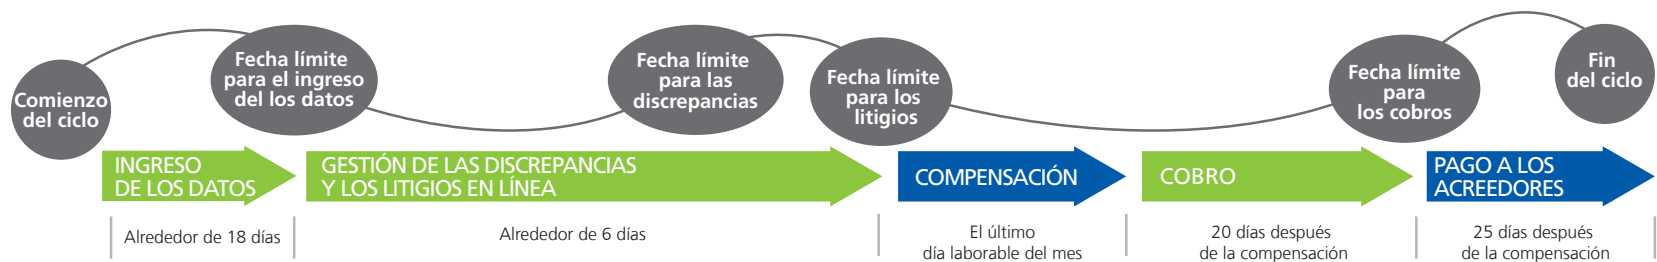 Comienzo
del ciclo
Fecha límite
para el ingreso
del los datos
Fecha límite
para las
discrepancias
Fecha límite
para los
litigios
Fecha límite
para
los cobros
Fin
del ciclo
INGRESO
DE LOS DATOS
GESTIÓN DE LAS DISCREPANCIAS
Y LOS LITIGIOS EN LÍNEA
COMPENSACIÓN
COBRO
PAGO A LOS
ACREEDORES
Alrededor de 18 días
Alrededor de 6 días
El último
día laborable del mes
20 días después
de la compensación
25 días después
de la compensación